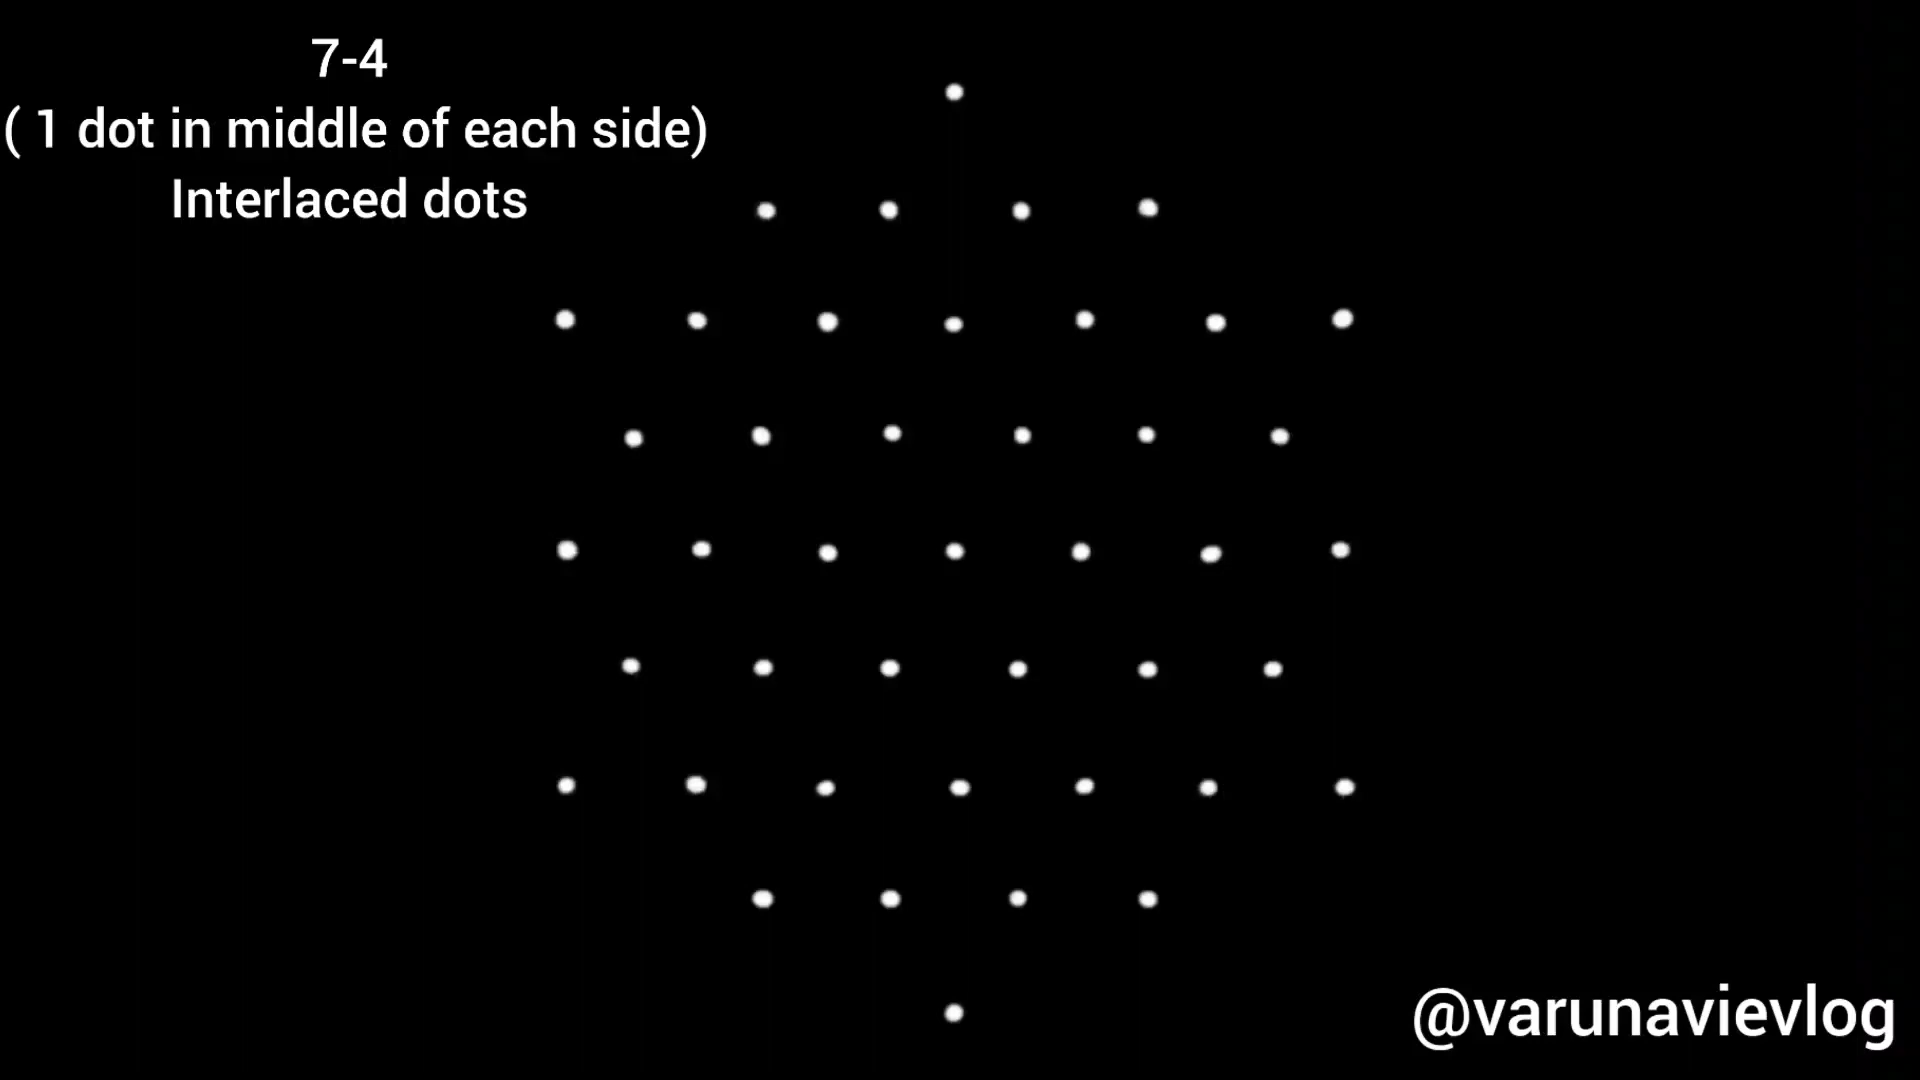 7-4
( 1 dot in middle of each side)
Interlaced dots
@varunavievlog